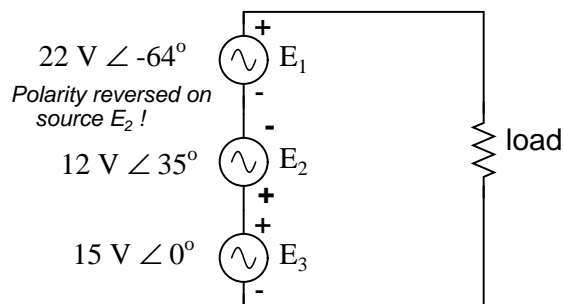 +
22 V ∠ -64° E₁
Polarity reversed on
source E₂ !
-
-
12 V ∠ 35° E₂
load
+
+
15 V ∠ 0° E₃
-